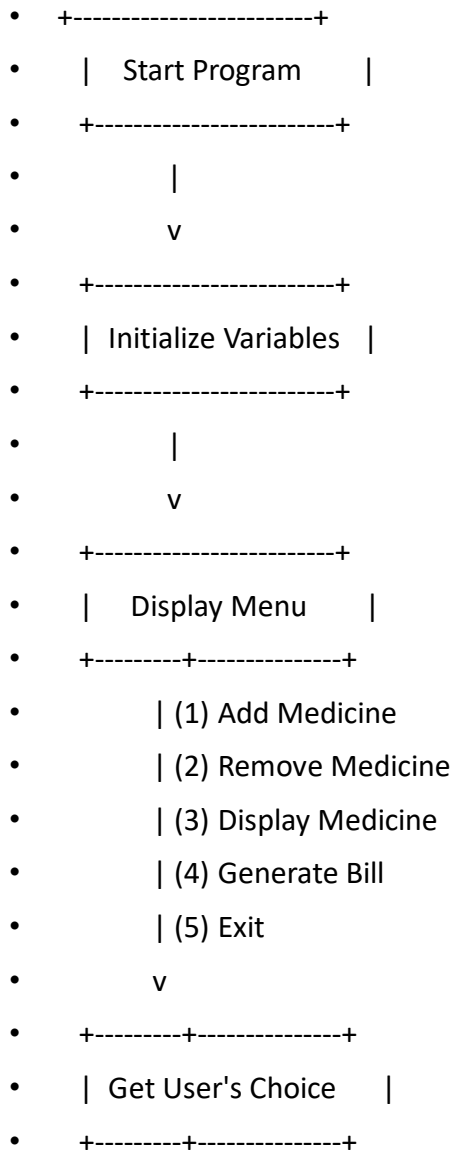 • +-------------------------+
• | Start Program |
• +-------------------------+
• |
• v
• +-------------------------+
• | Initialize Variables |
• +-------------------------+
• |
• v
• +-------------------------+
• | Display Menu |
• +---------+---------------+
• | (1) Add Medicine
• | (2) Remove Medicine
• | (3) Display Medicine
• | (4) Generate Bill
• | (5) Exit
• v
• +---------+---------------+
• | Get User's Choice |
• +---------+---------------+